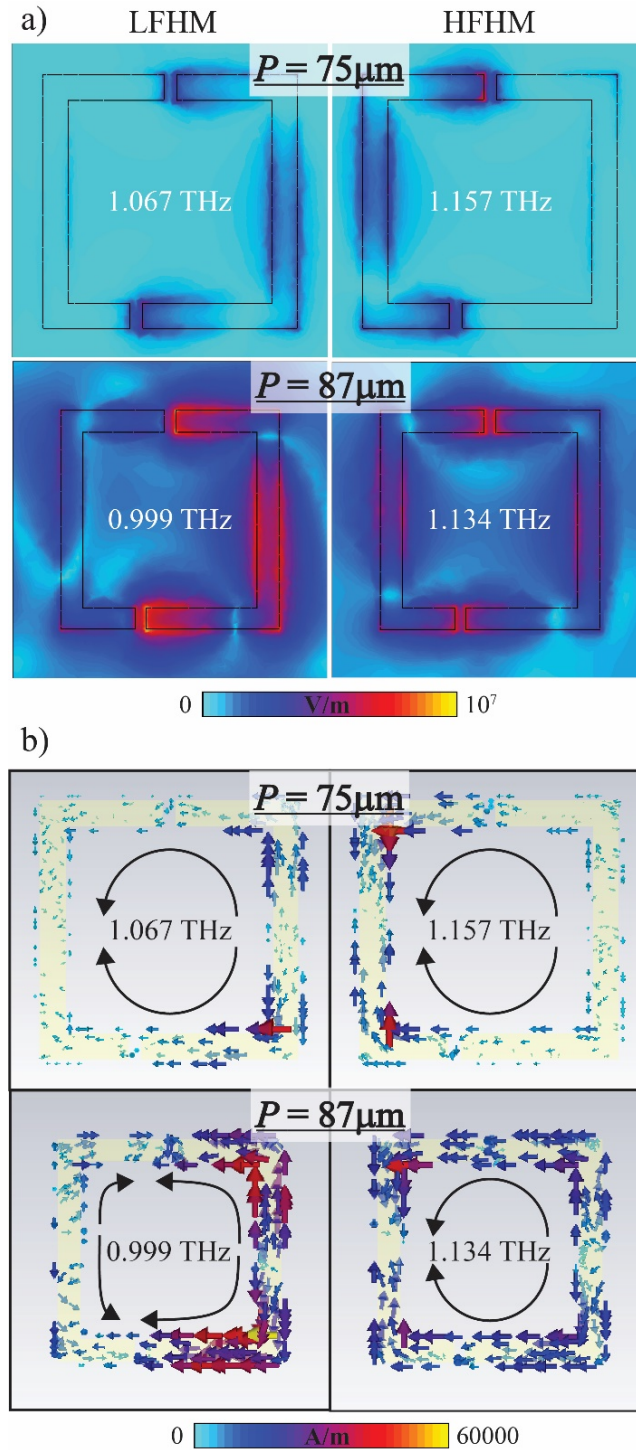 a)
LFHM HFHM
P = 75μm
1.067 THz 1.157 THz
P = 87μm
0.999 THz 1.134 THz
0 V/m 10⁷
b)
P = 75μm
1.067 THz 1.157 THz
P = 87μm
0.999 THz 1.134 THz
0 A/m 60000